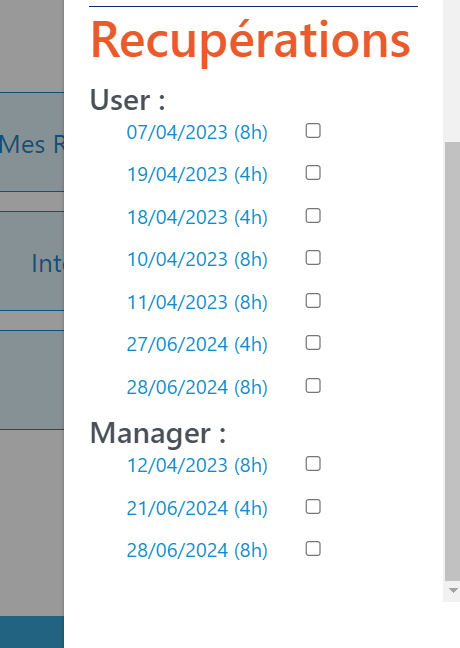 Recupérations
User :
07/04/2023 (8h)
19/04/2023 (4h)
18/04/2023 (4h)
10/04/2023 (8h)
11/04/2023 (8h)
27/06/2024 (4h)
28/06/2024 (8h)
Manager :
12/04/2023 (8h)
21/06/2024 (4h)
28/06/2024 (8h)
Mes R
Int